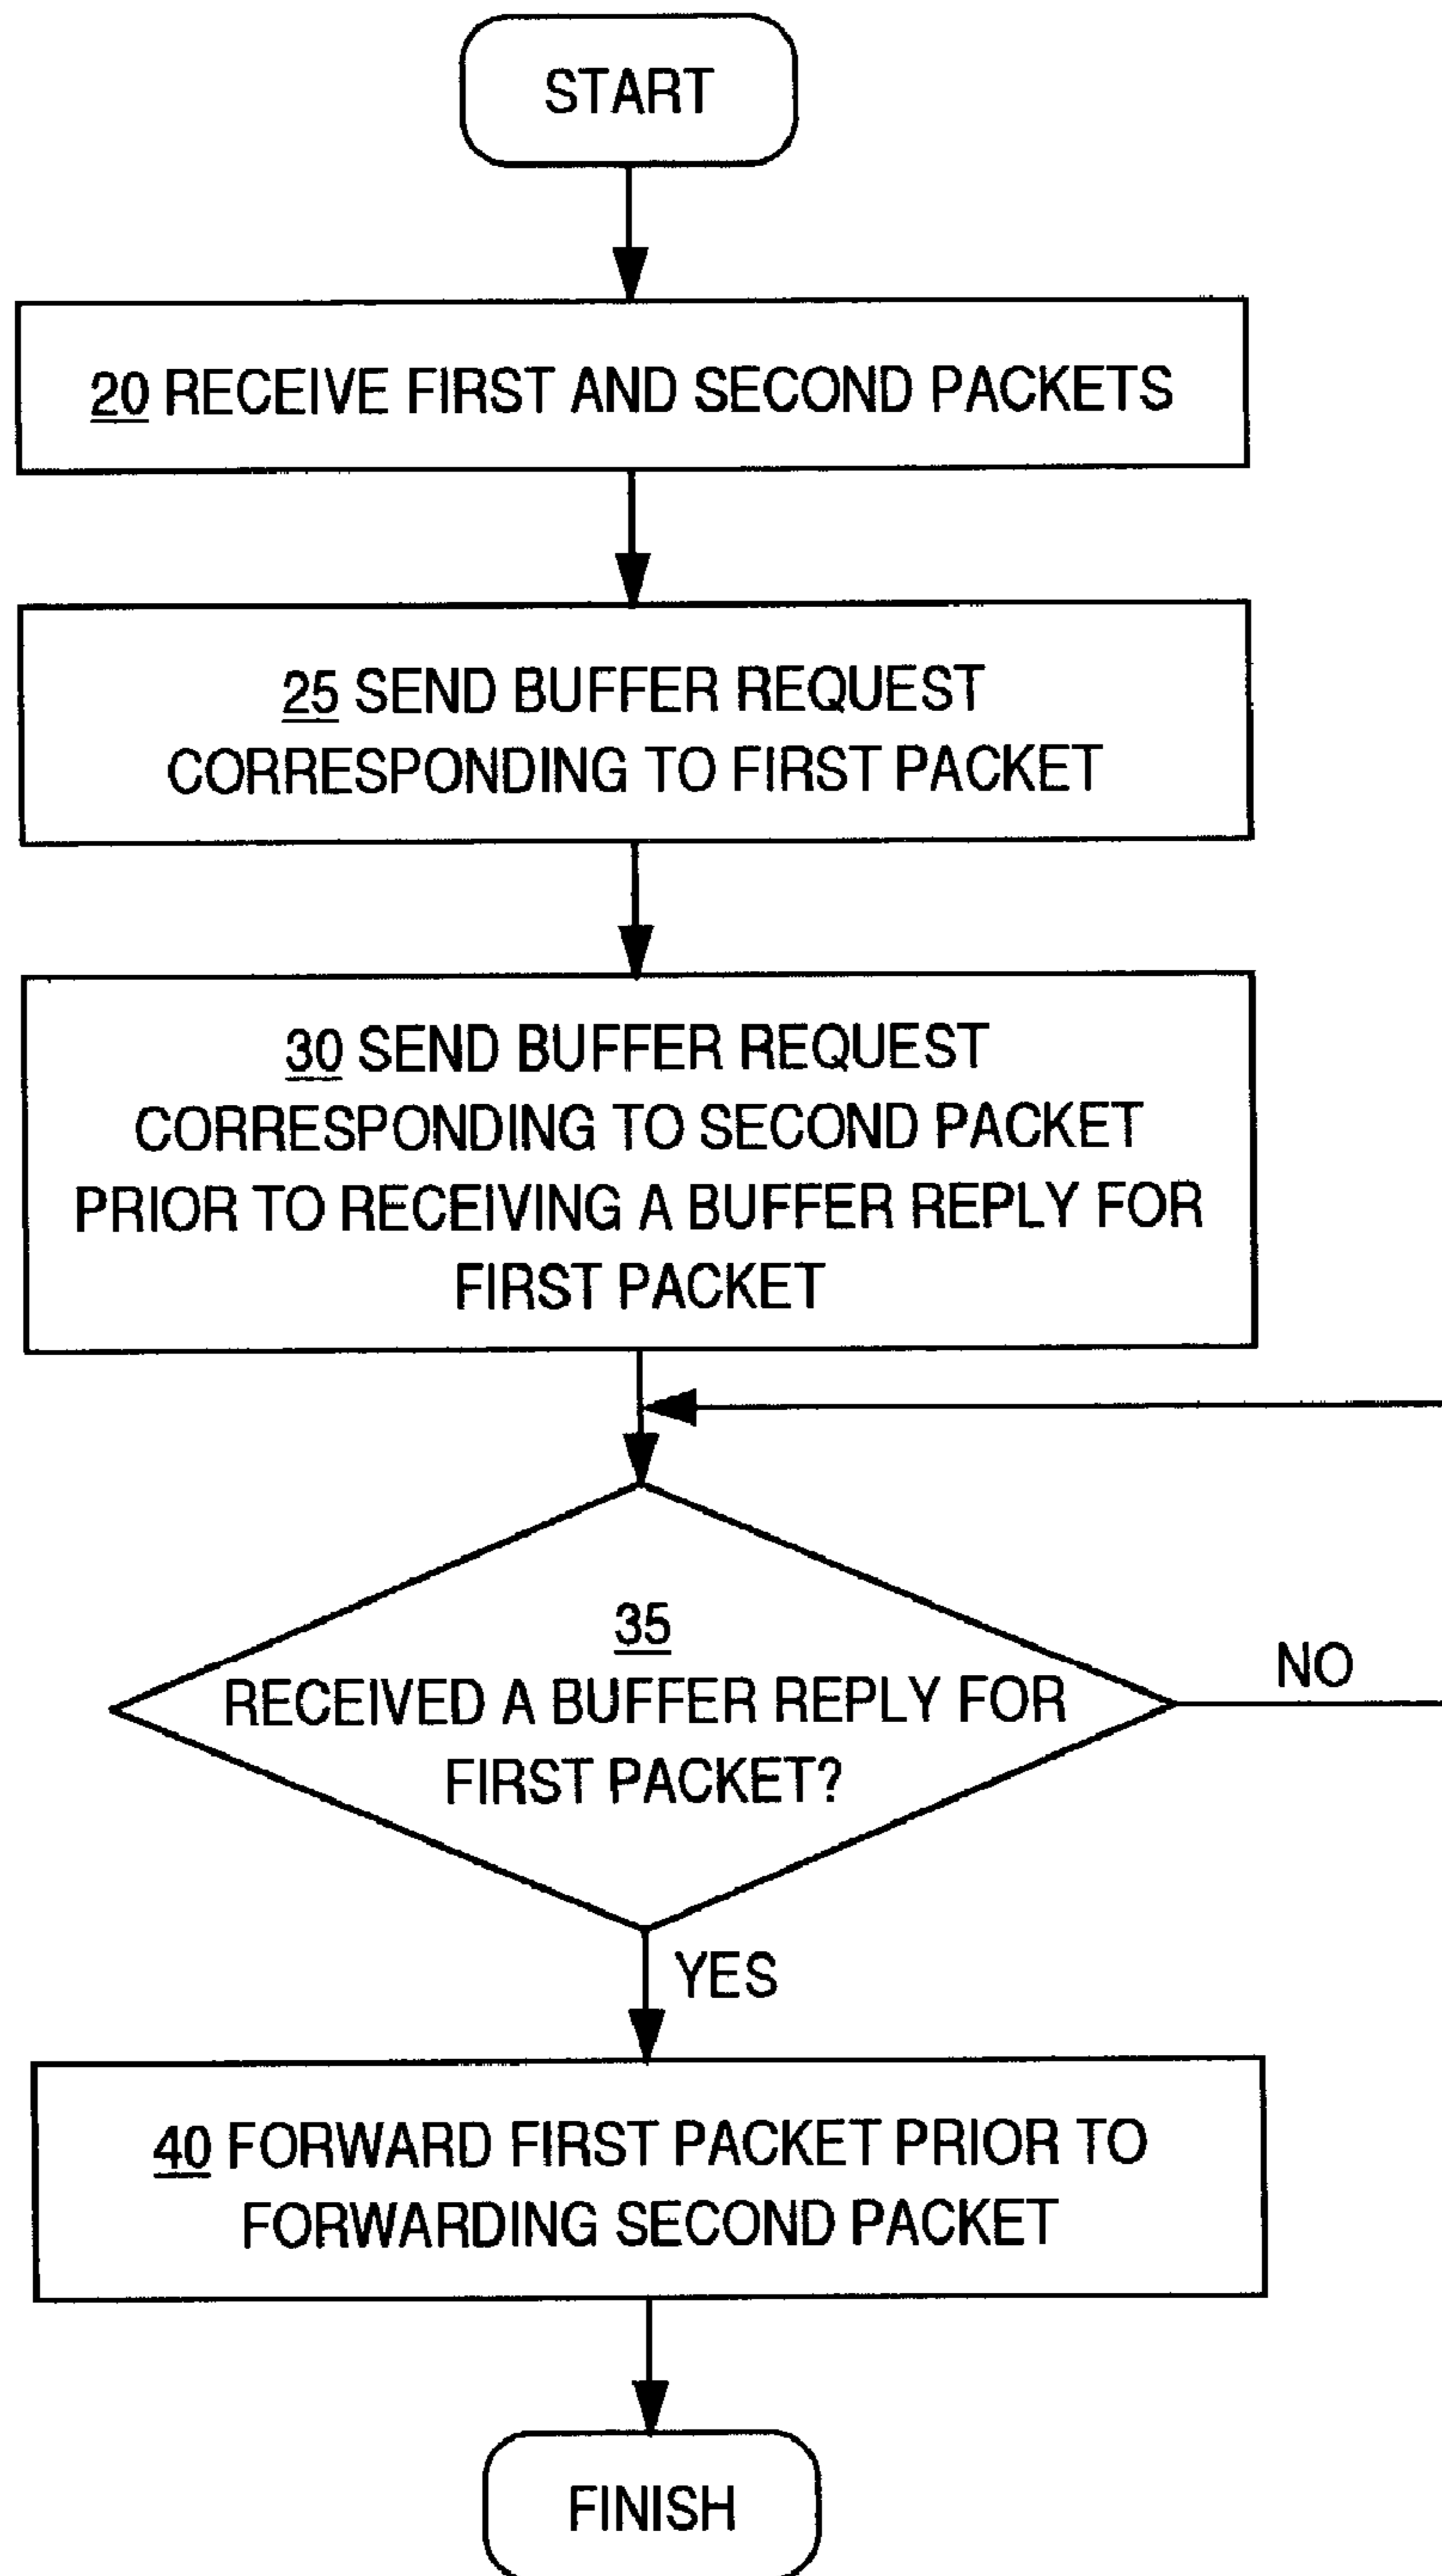 START
20 RECEIVE FIRST AND SECOND PACKETS
25 SEND BUFFER REQUEST
CORRESPONDING TO FIRST PACKET
30 SEND BUFFER REQUEST
CORRESPONDING TO SECOND PACKET
PRIOR TO RECEIVING A BUFFER REPLY FOR
FIRST PACKET
35
RECEIVED A BUFFER REPLY FOR
FIRST PACKET?
NO
YES
40 FORWARD FIRST PACKET PRIOR TO
FORWARDING SECOND PACKET
FINISH